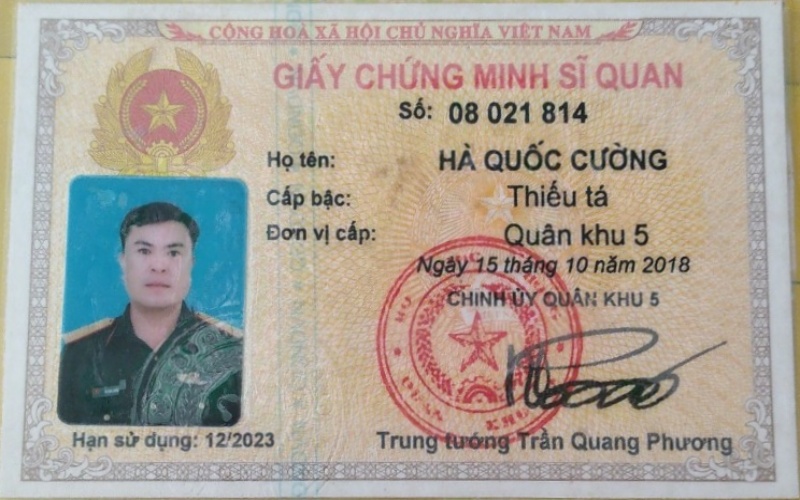 CỘNG HOÀ XÃ HỘI CHỦ NGHĨA VIỆT NAM
GIẤY CHỨNG MINH SĨ QUAN
Số: 08 021 814
Họ tên: HÀ QUỐC CƯỜNG
Cấp bậc: Thiếu tá
Đơn vị cấp: Quân khu 5
Ngày 15 tháng 10 năm 2018
CHÍNH ỦY QUÂN KHU 5
Hạn sử dụng: 12/2023
Trung tướng Trần Quang Phương